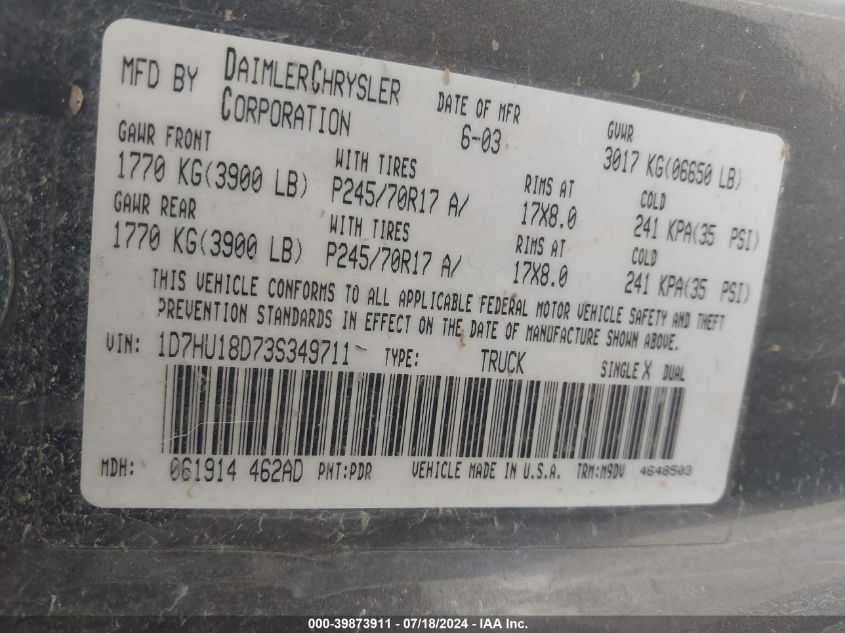 MFD BY DAIMLERCHRYSLER CORPORATION DATE OF MFR 6-03 GVWR 3017 KG(06650 LB)
GAWR FRONT WITH TIRES RIMS AT COLD
1770 KG(3900 LB) P245/70R17 A/ 17X8.0 241 KPA(35 PSI)
GAWR REAR WITH TIRES RIMS AT COLD
1770 KG(3900 LB) P245/70R17 A/ 17X8.0 241 KPA(35 PSI)
THIS VEHICLE CONFORMS TO ALL APPLICABLE FEDERAL MOTOR VEHICLE SAFETY AND THEFT
PREVENTION STANDARDS IN EFFECT ON THE DATE OF MANUFACTURE SHOWN ABOVE.
VIN: 1D7HU18D73S349711 TYPE: TRUCK SINGLE X DUAL
MDH: 061914 462AD PNT:PDR VEHICLE MADE IN U.S.A. TRM:M9DV 4648503
000-39873911 - 07/18/2024 - IAAI Truck Inc.